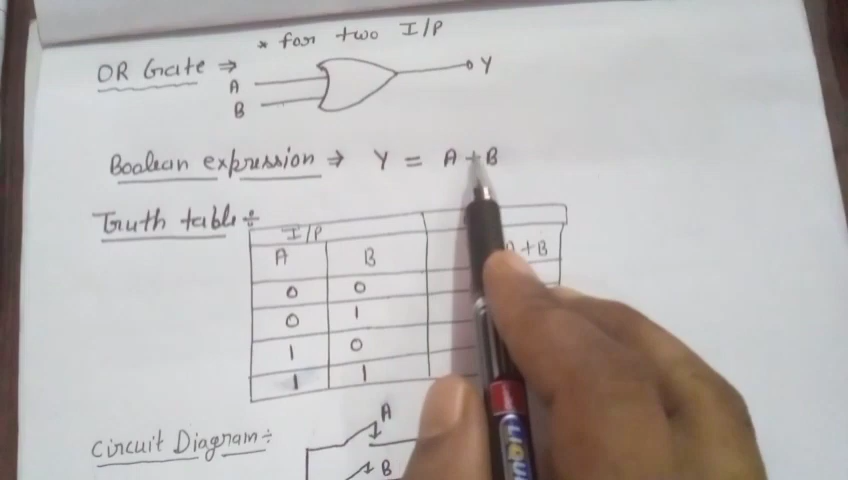 * for two I/P
OR Gate ⇒
A
B
Y
Boolean expression ⇒ Y = A + B
Truth table ÷
I/P
A B A+B
0 0
0 1
1 0
1 1
Circuit Diagram ÷
A
B